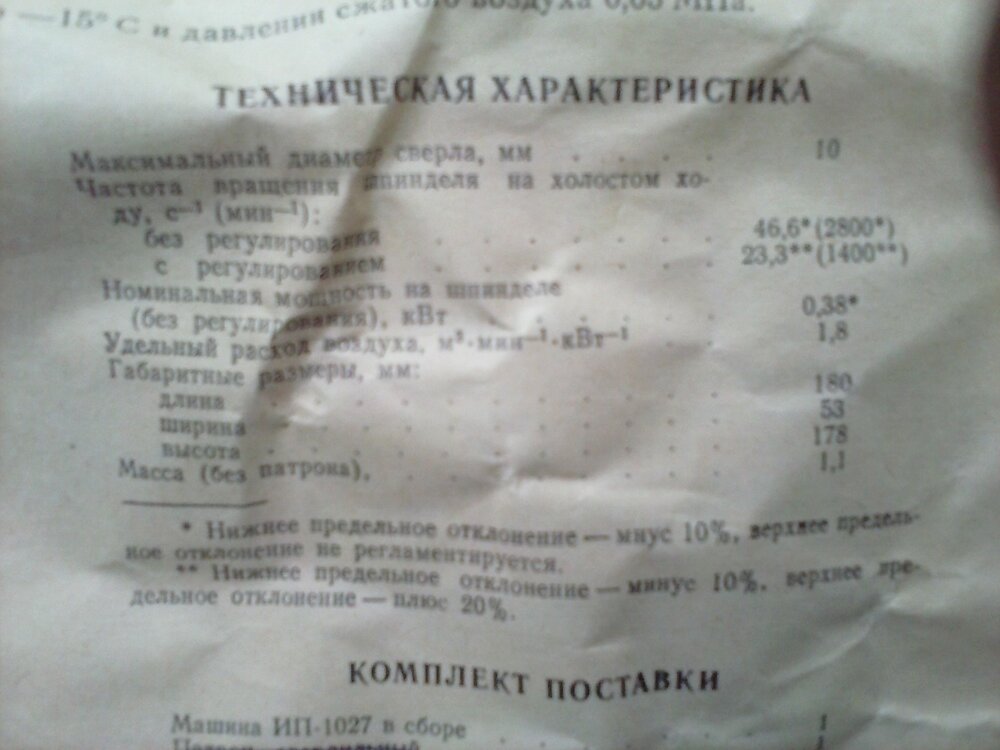 —15° С и давлении сжатого воздуха 0,63 МПа.
ТЕХНИЧЕСКАЯ ХАРАКТЕРИСТИКА
Максимальный диамет сверла, мм . . . . . 10
Частота вращения шпинделя на холостом хо-
ду, с—1 (мин—1):
без регулирования . . . . . . . 46,6*(2800*)
с регулированием . . . . . . . 23,3**(1400**)
Номинальная мощность на шпинделе
(без регулирования), кВт . . . . . . . 0,38*
Удельный расход воздуха, м³·мин—1·кВт—1 . . 1,8
Габаритные размеры, мм:
длина . . . . . . . . . . . 180
ширина . . . . . . . . . . . 53
высота . . . . . . . . . . . 178
Масса (без патрона), . . . . . . . . 1,1
* Нижнее предельное отклонение — мнус 10%, верхнее предель-
ное отклонение не регламентируется.
** Нижнее предельное отклонение — минус 10%, верхнее пре-
дельное отклонение — плюс 20%.
КОМПЛЕКТ ПОСТАВКИ
Машина ИП-1027 в сборе . . . . . 1